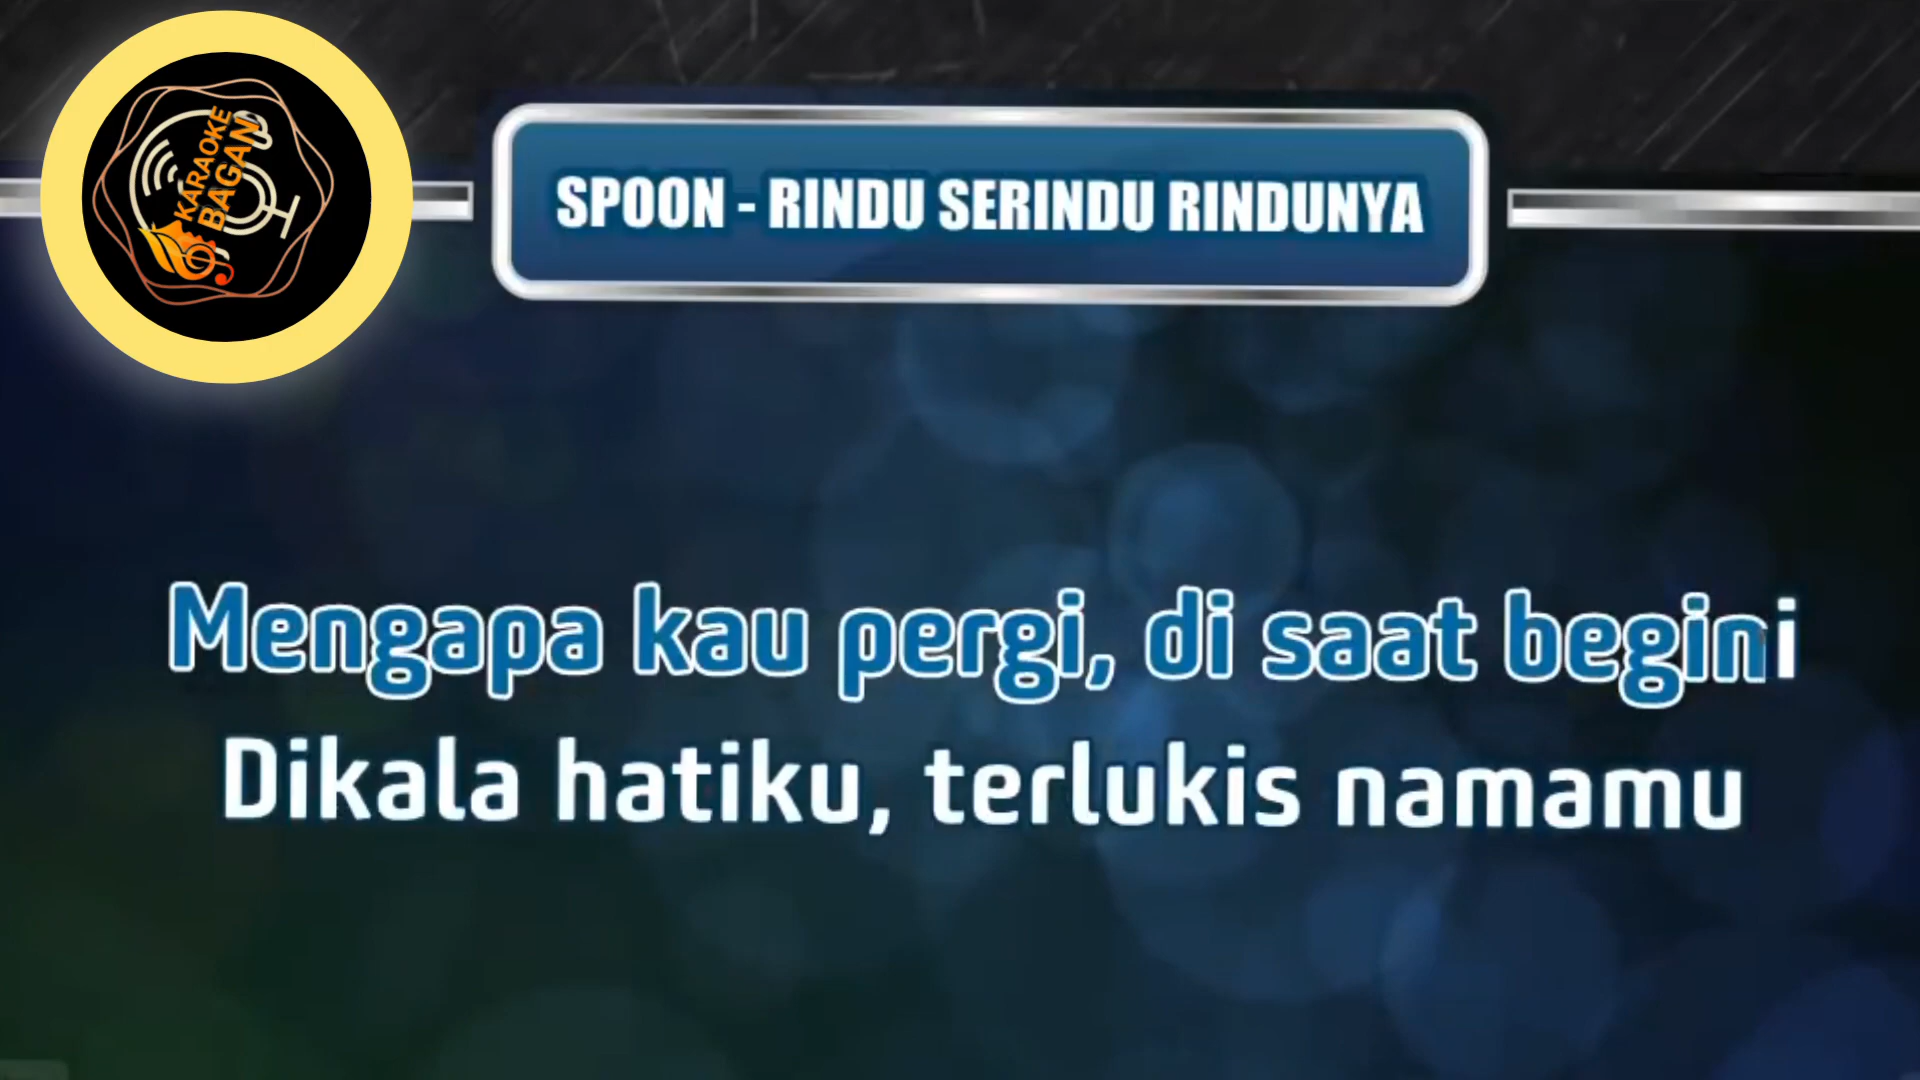 KARAOKE
BAGAN
SPOON - RINDU SERINDU RINDUNYA
Mengapa kau pergi, di saat begini
Dikala hatiku, terlukis namamu